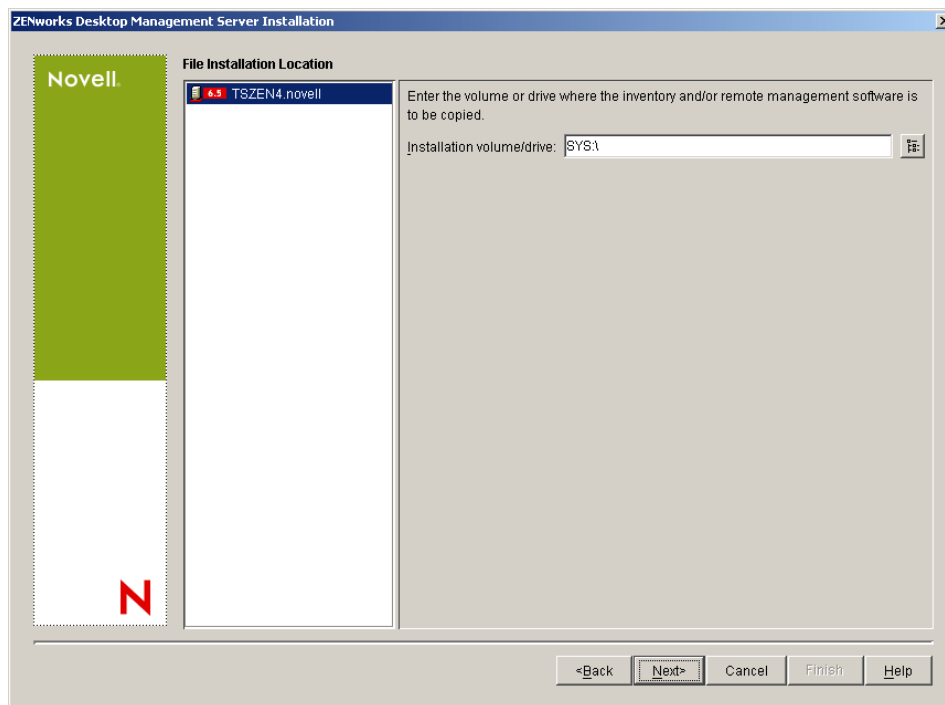 ZENworks Desktop Management Server Installation
Novell.
File Installation Location
6.5 TSZEN4.novell
Enter the volume or drive where the inventory and/or remote management software is
to be copied.
Installation volume/drive: SYS:\
N
<Back Next> Cancel Finish Help